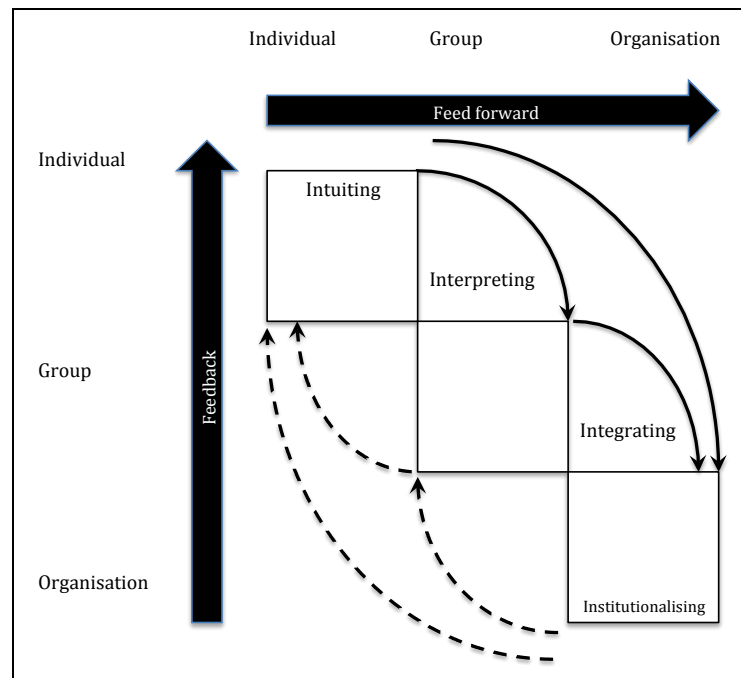 Individual Group Organisation
Feed forward
Individual
Intuiting
Interpreting
Group
Feedback
Integrating
Organisation
Institutionalising